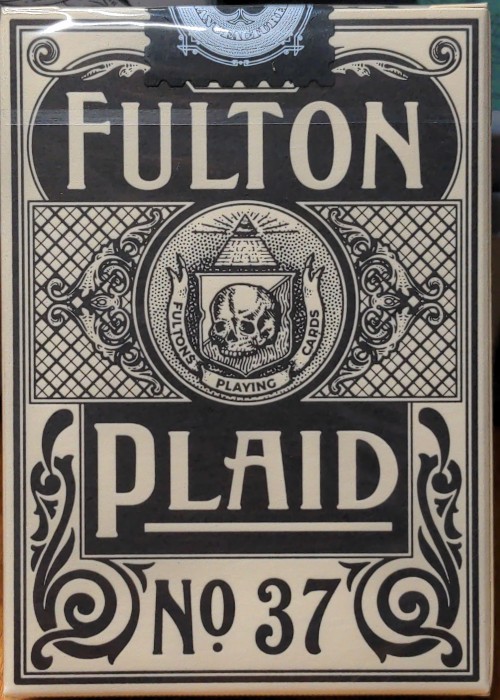 FULTON
FULTONS
PLAYING
CARDS
PLAID
Nº 37